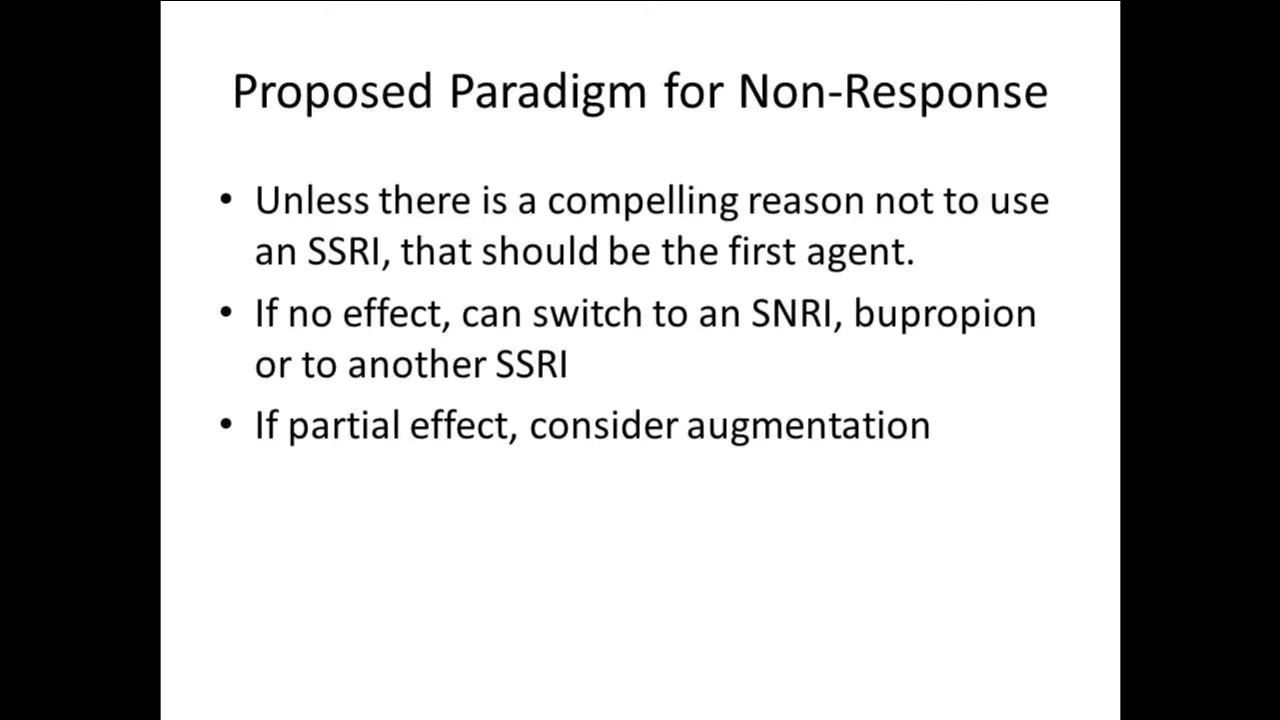 Proposed Paradigm for Non-Response
• Unless there is a compelling reason not to use
an SSRI, that should be the first agent.
• If no effect, can switch to an SNRI, bupropion
or to another SSRI
• If partial effect, consider augmentation